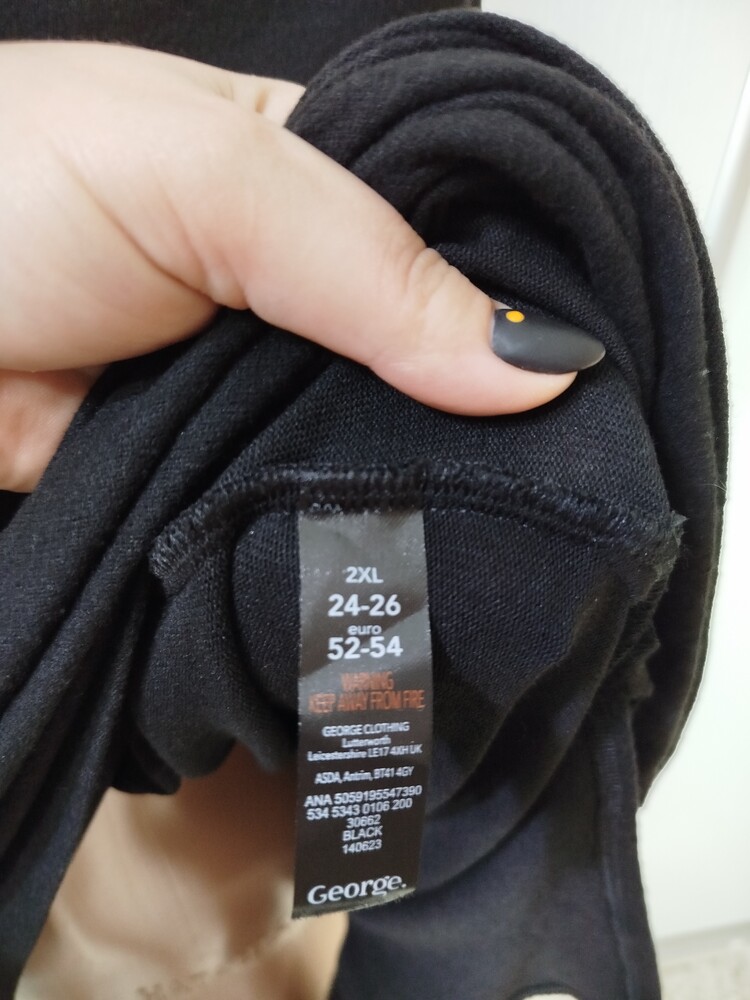 2XL
24-26
euro
52-54
WARNING
KEEP AWAY FROM FIRE
GEORGE CLOTHING
Lutterworth
Leicestershire LE17 4XH UK
ASDA, Antrim, BT41 4GY
ANA 5059195547390
534 5343 0106 200
30662
BLACK
140623
George.